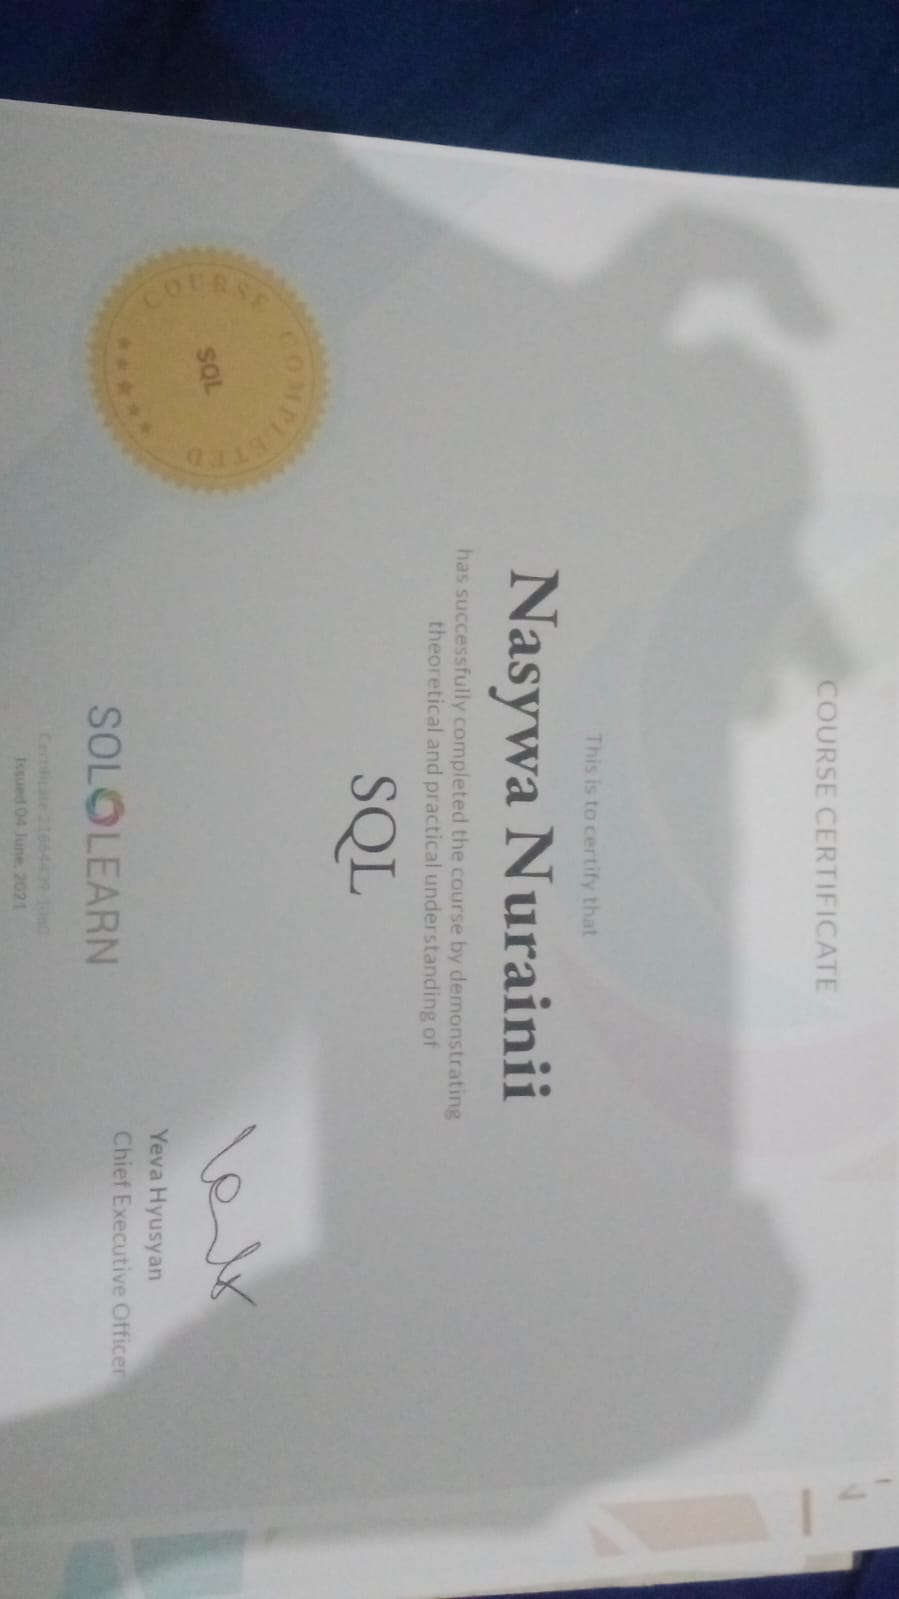 COURSE CERTIFICATE
This is to certify that
Nasywa Nurainii
has successfully completed the course by demonstrating
theoretical and practical understanding of
SQL
COURSE COMPLETED
SQL
Yeva Hyusyan
Chief Executive Officer
SOLOLEARN
Certificate
Issued 04 June, 2021